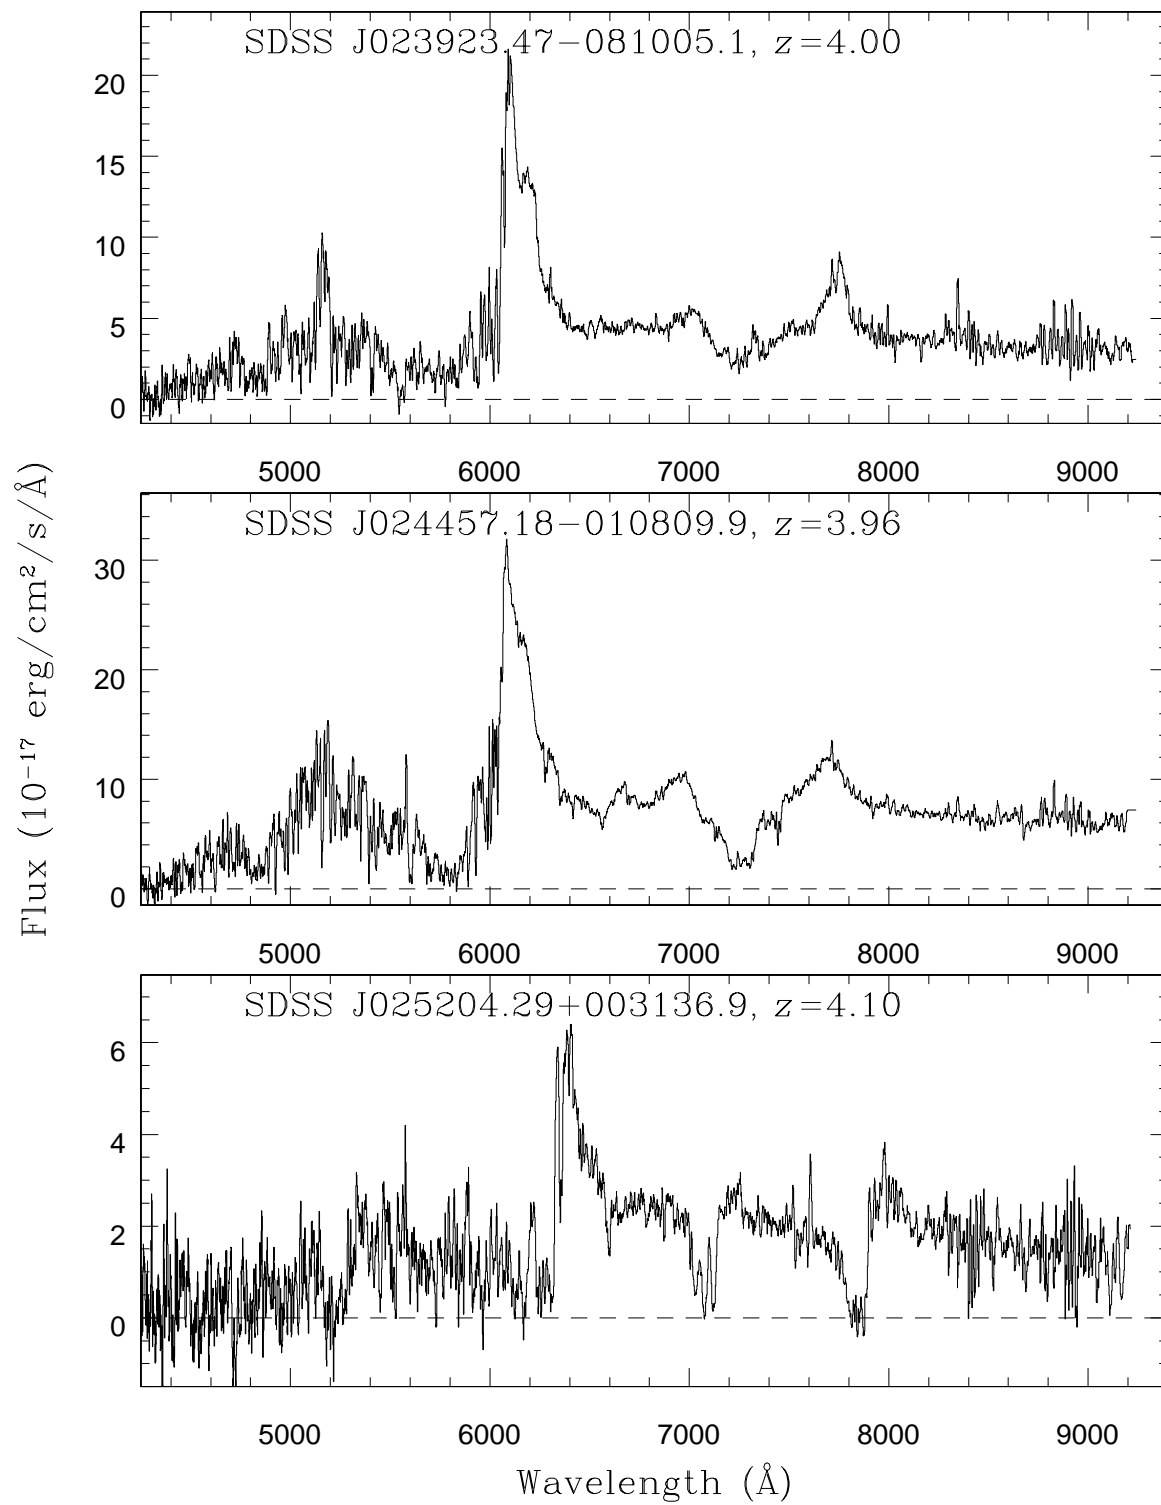 SDSS J023923.47−081005.1, z=4.00
20
15
10
5
0
5000 6000 7000 8000 9000
SDSS J024457.18−010809.9, z=3.96
30
20
10
0
5000 6000 7000 8000 9000
SDSS J025204.29+003136.9, z=4.10
6
4
2
0
5000 6000 7000 8000 9000
Flux (10⁻¹⁷ erg/cm²/s/Å)
Wavelength (Å)